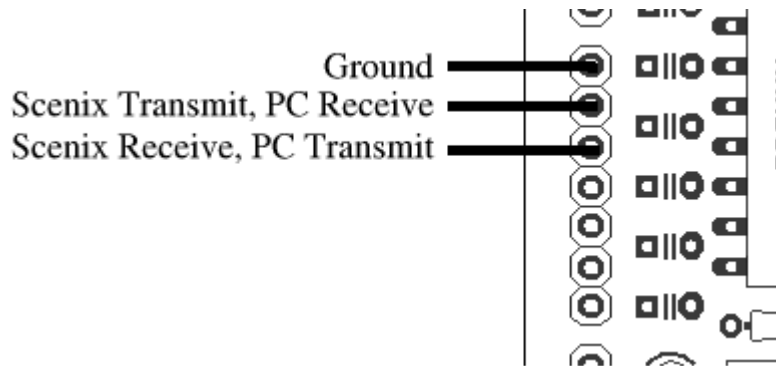 Ground
Scenix Transmit, PC Receive
Scenix Receive, PC Transmit